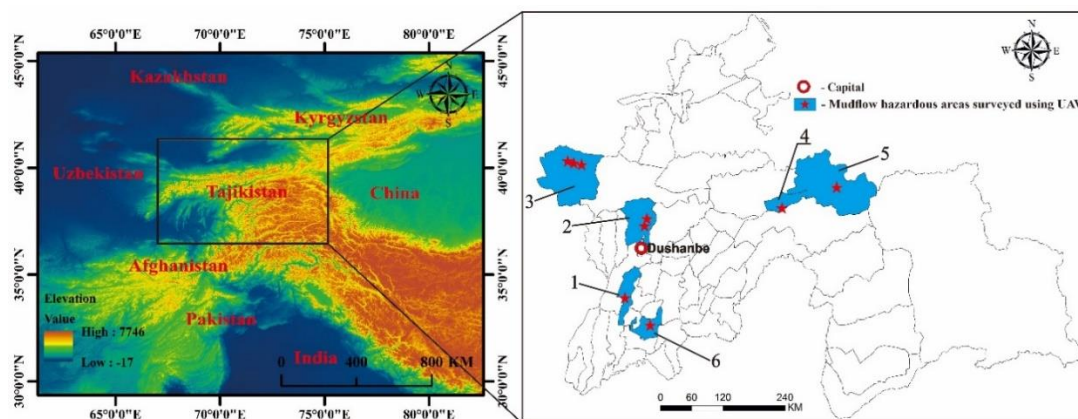 65°0'0"E 70°0'0"E 75°0'0"E 80°0'0"E
45°0'0"N
40°0'0"N
35°0'0"N
30°0'0"N
Kazakhstan
Kyrgyzstan
Uzbekistan
Tajikistan
China
Afghanistan
Pakistan
India
N
W E
S
Elevation
Value
High : 7746
Low : -17
0 400 800 KM
45°0'0"N
40°0'0"N
35°0'0"N
30°0'0"N
65°0'0"E 70°0'0"E 75°0'0"E 80°0'0"E
N
W E
S
- Capital
- Mudflow hazardous areas surveyed using UAV
4
5
3
2
Dushanbe
1
6
0 60 120 240
KM